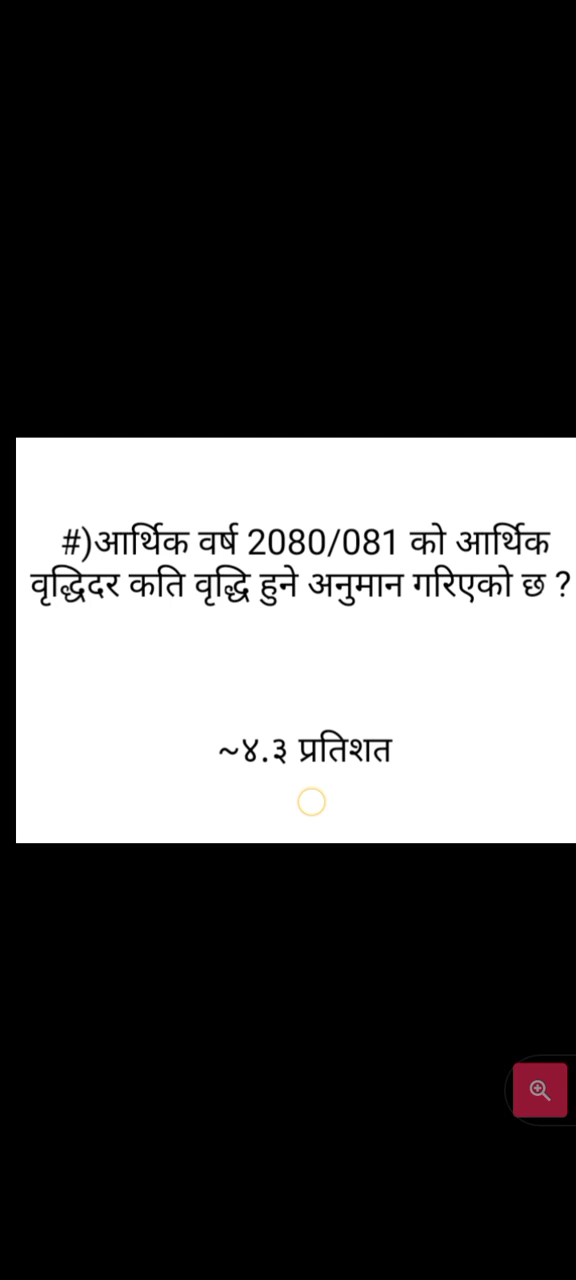 #)आर्थिक वर्ष 2080/081 को आर्थिक
वृद्धिदर कति वृद्धि हुने अनुमान गरिएको छ ?
~४.३ प्रतिशत